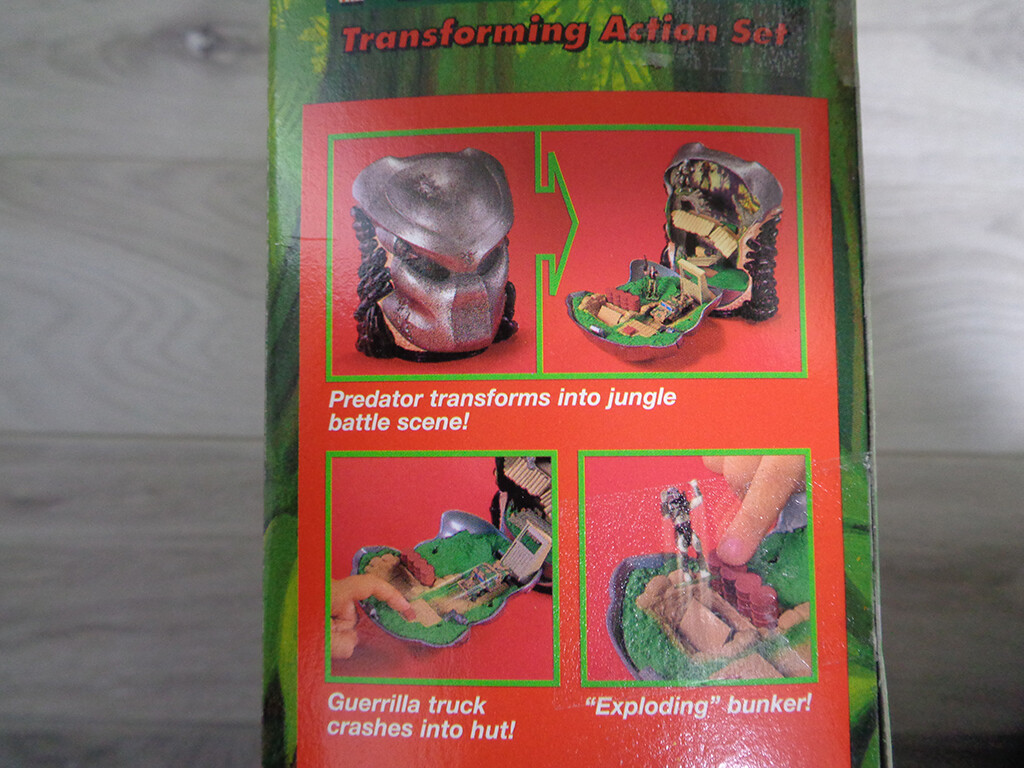 Transforming Action Set
Predator transforms into jungle
battle scene!
Guerrilla truck
crashes into hut!
"Exploding" bunker!